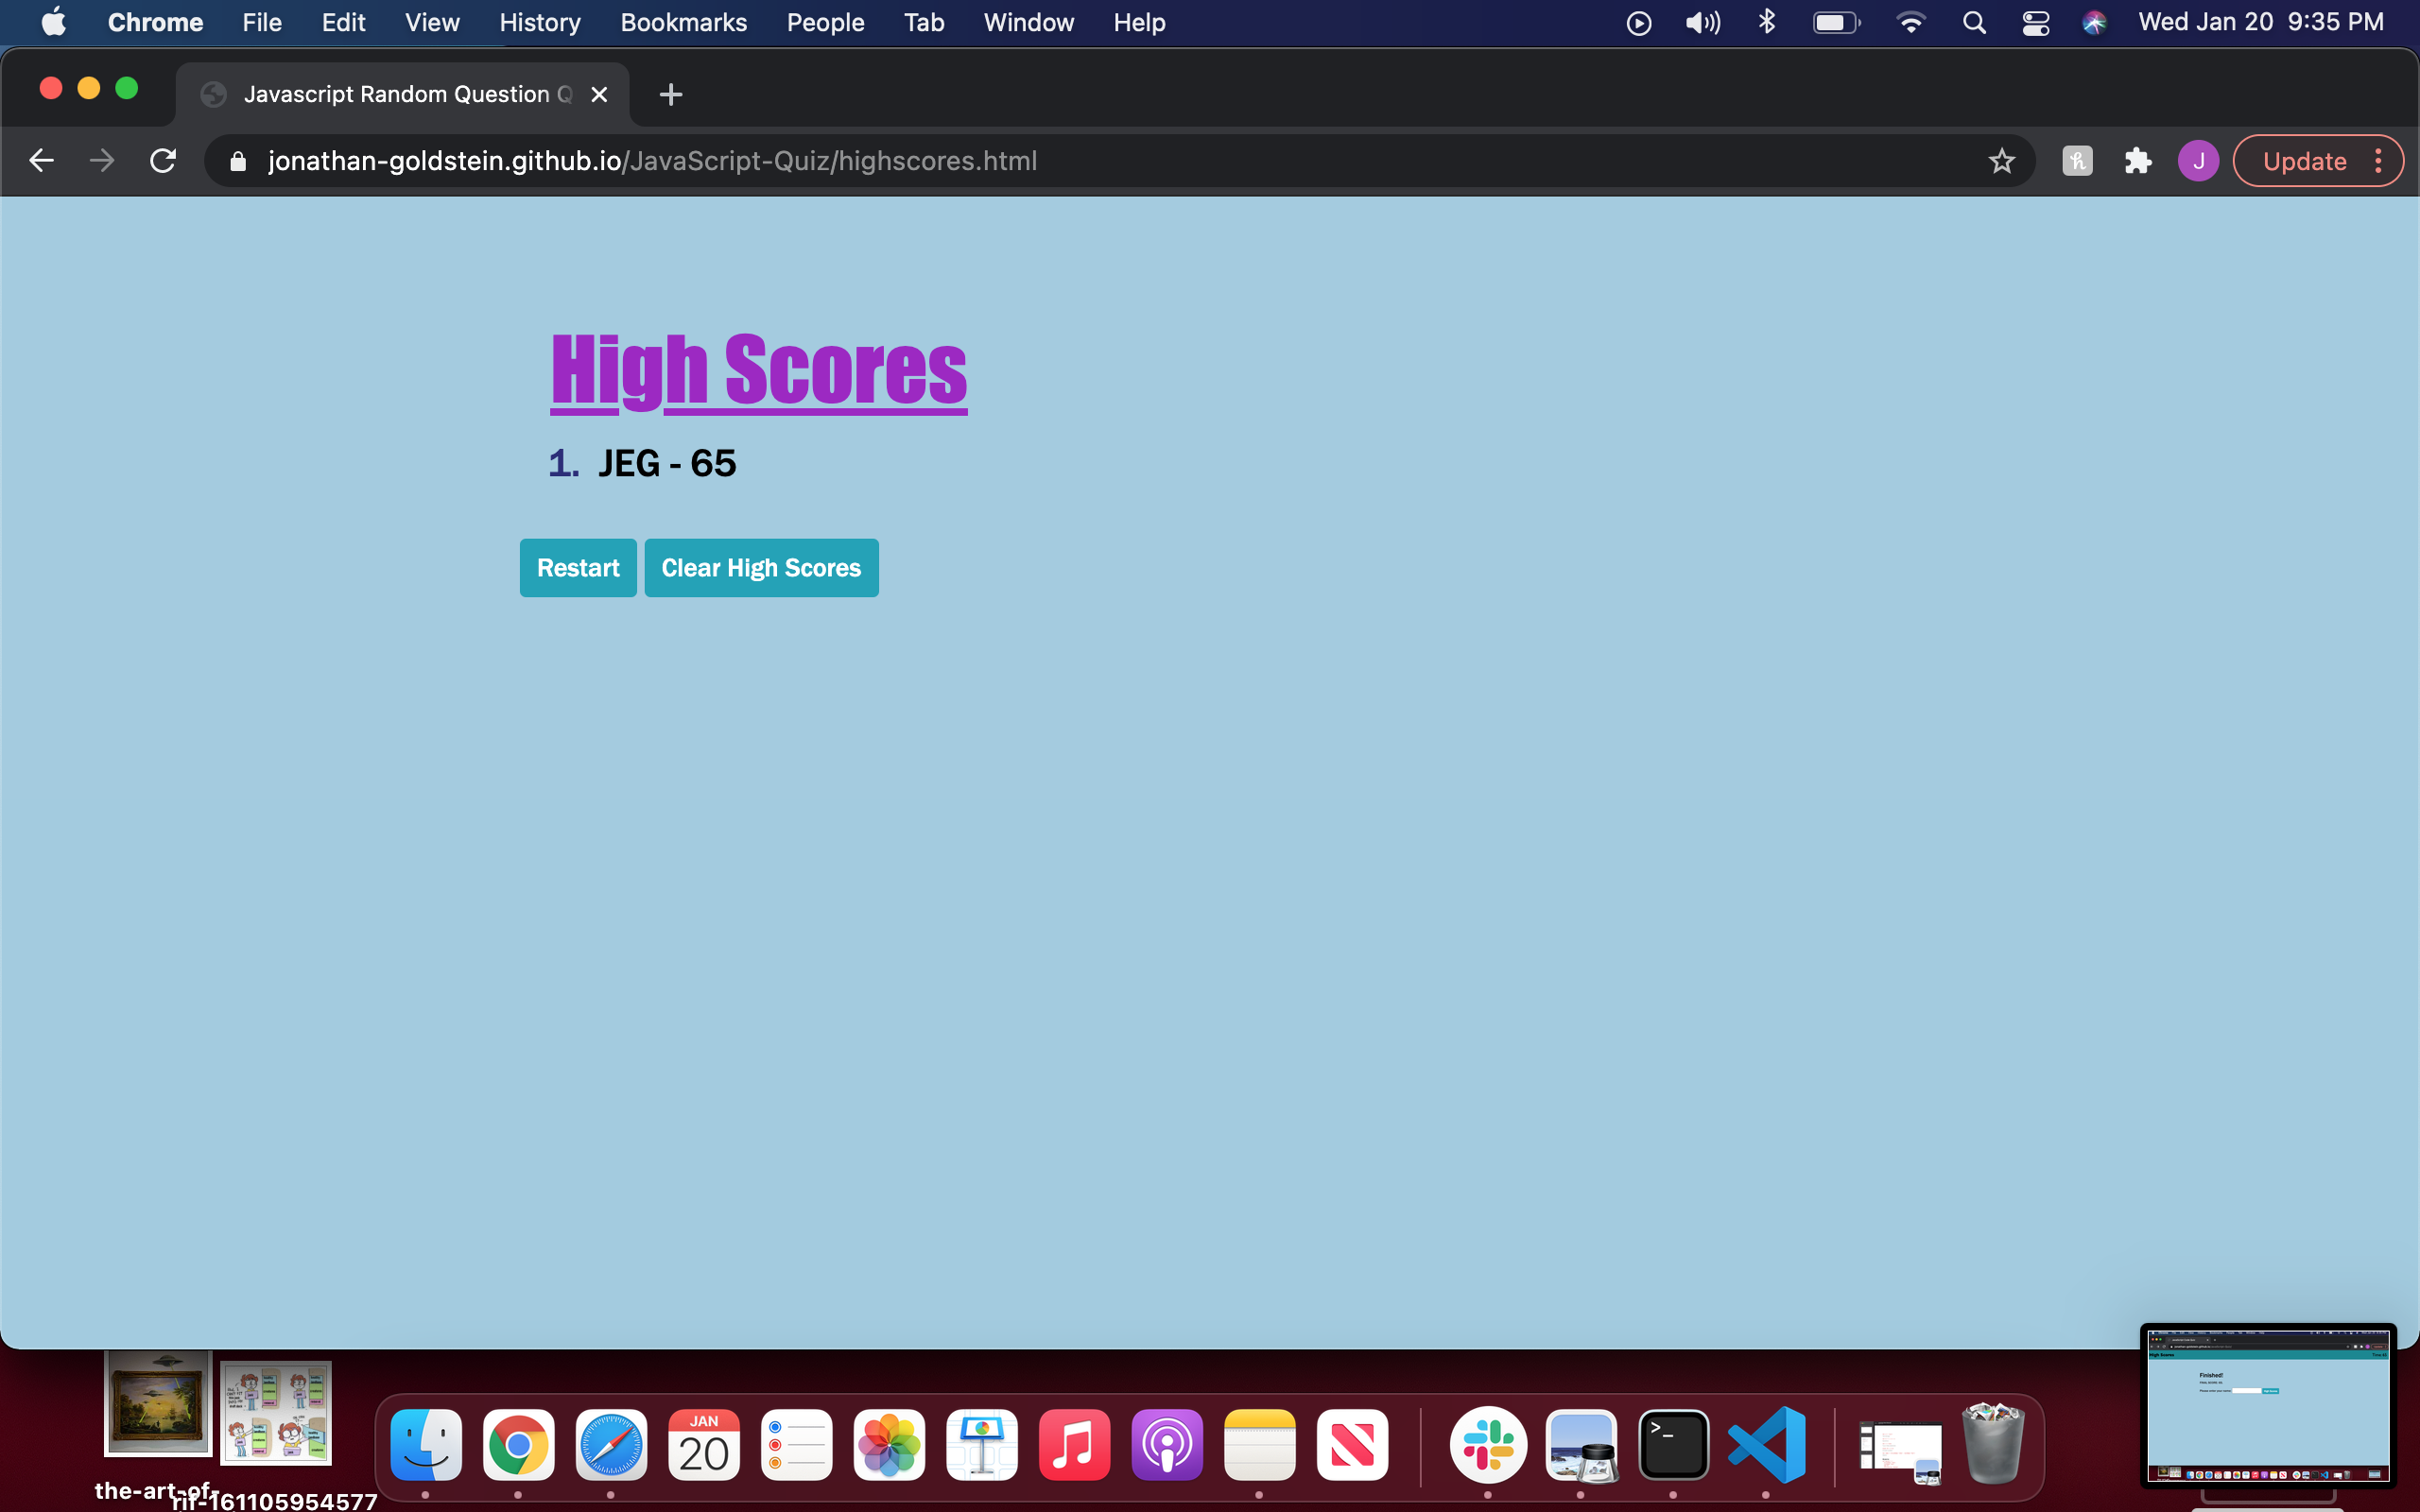 Chrome File Edit View History Bookmarks People Tab Window Help Wed Jan 20 9:35 PM
Javascript Random Question Q
jonathan-goldstein.github.io/JavaScript-Quiz/highscores.html
J
Update
High Scores
1. JEG - 65
Restart Clear High Scores
Finished!
JAN
20
>_
the-art-of-
rif-161105954577